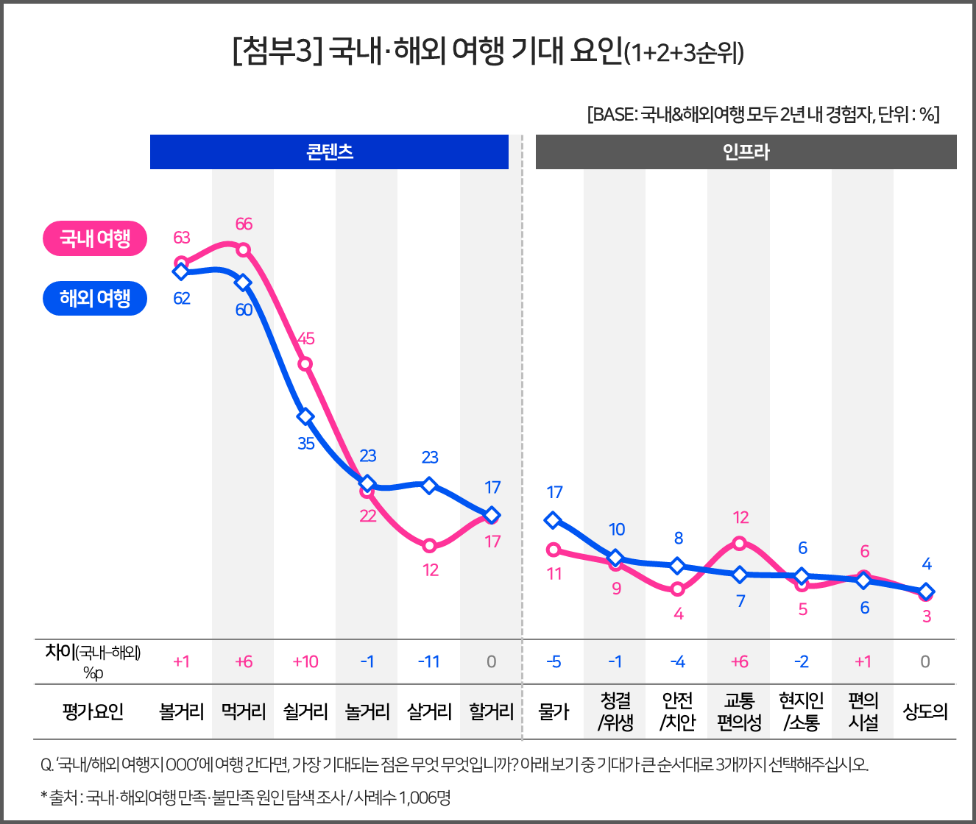 [첨부3] 국내·해외 여행 기대 요인(1+2+3순위)
[BASE: 국내&해외여행 모두 2년 내 경험자, 단위 : %]
콘텐츠 인프라
국내 여행
해외 여행
63 66 45 22 12 17 11 9 4 12 5 6 3
62 60 35 23 23 17 17 10 8 7 6 6 4
차이(국내-해외) %p +1 +6 +10 -1 -11 0 -5 -1 -4 +6 -2 +1 0
평가요인 볼거리 먹거리 쉴거리 놀거리 살거리 할거리 물가 청결/위생 안전/치안 교통편의성 현지인/소통 편의시설 상도의
Q. '국내/해외 여행지 OOO'에 여행 간다면, 가장 기대되는 점은 무엇 무엇입니까? 아래 보기 중 기대가 큰 순서대로 3개까지 선택해주십시오.
* 출처 : 국내·해외여행 만족·불만족 원인 탐색 조사 / 사례수 1,006명